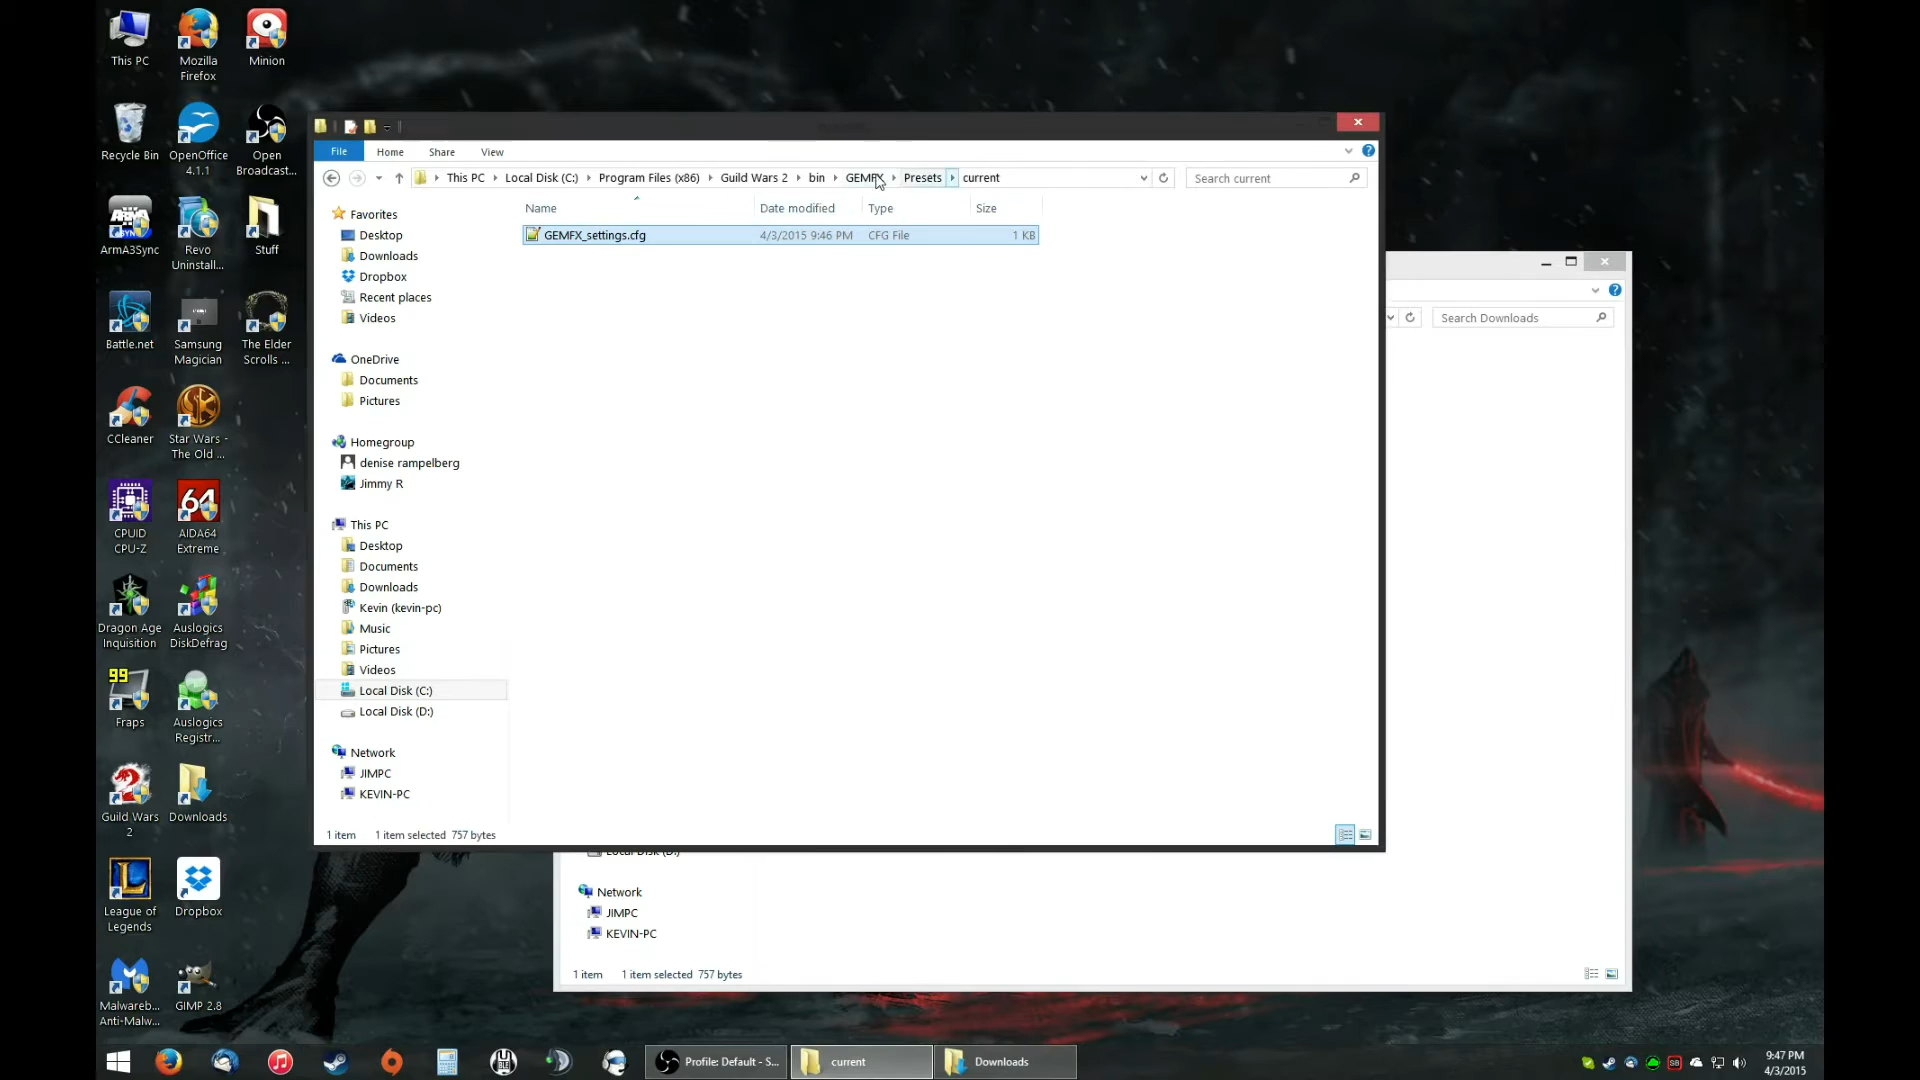 This PC
Mozilla
Firefox
Minion
Recycle Bin
OpenOffice
4.1.1
Open
Broadcast...
ArmA3Sync
Revo
Uninstall...
Stuff
Battle.net
Samsung
Magician
The Elder
Scrolls ...
CCleaner
Star Wars -
The Old ...
CPUID
CPU-Z
64
AIDA64
Extreme
Dragon Age
Inquisition
Auslogics
DiskDefrag
99
Fraps
Auslogics
Registr...
Guild Wars
2
Downloads
League of
Legends
Dropbox
Malwareb...
Anti-Malw...
GIMP 2.8
File Home Share View
This PC Local Disk (C:) Program Files (x86) Guild Wars 2 bin GEMFX Presets current
Search current
Name Date modified Type Size
GEMFX_settings.cfg 4/3/2015 9:46 PM CFG File 1 KB
Favorites
Desktop
Downloads
Dropbox
Recent places
Videos
OneDrive
Documents
Pictures
Homegroup
denise rampelberg
Jimmy R
This PC
Desktop
Documents
Downloads
Kevin (kevin-pc)
Music
Pictures
Videos
Local Disk (C:)
Local Disk (D:)
Network
JIMPC
KEVIN-PC
1 item 1 item selected 757 bytes
Search Downloads
Local Disk (D:)
Network
JIMPC
KEVIN-PC
1 item 1 item selected 757 bytes
Profile: Default - S...
current
Downloads
9:47 PM
4/3/2015